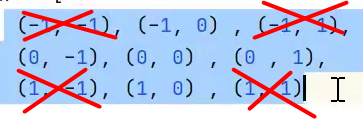 (-1, -1), (-1, 0) , (-1, 1),
(0, -1), (0, 0) , (0 , 1),
(1, -1), (1, 0) , (1, 1)